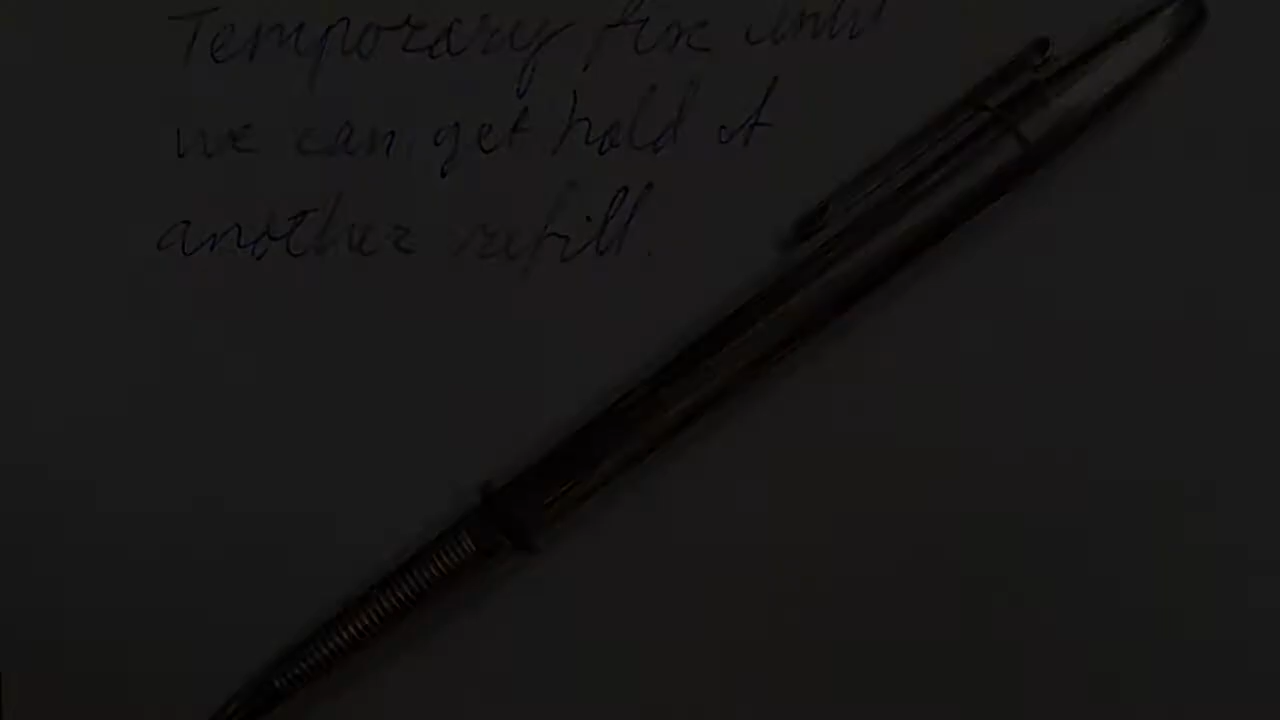 Temporary fix until
we can get hold of
another refill.